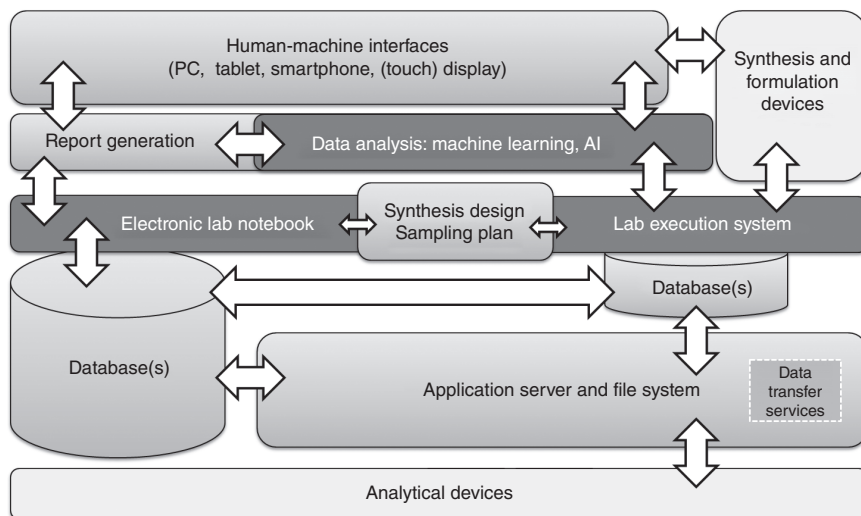 Human-machine interfaces
(PC, tablet, smartphone, (touch) display)
Synthesis and
formulation
devices
Report generation
Data analysis: machine learning, AI
Electronic lab notebook
Synthesis design
Sampling plan
Lab execution system
Database(s)
Database(s)
Application server and file system
Data
transfer
services
Analytical devices